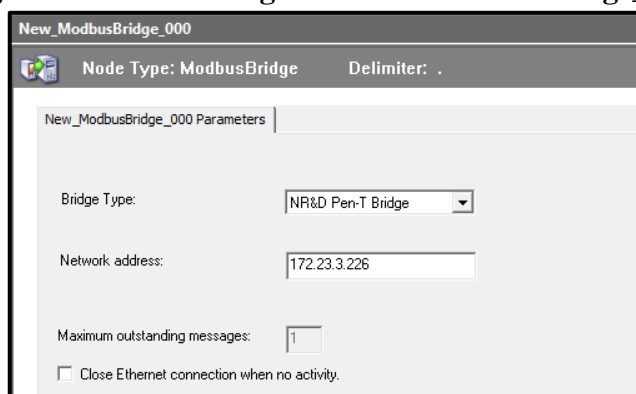 New_ModbusBridge_000
Node Type: ModbusBridge Delimiter: .
New_ModbusBridge_000 Parameters
Bridge Type: NR&D Pen-T Bridge
Network address: 172.23.3.226
Maximum outstanding messages: 1
Close Ethernet connection when no activity.